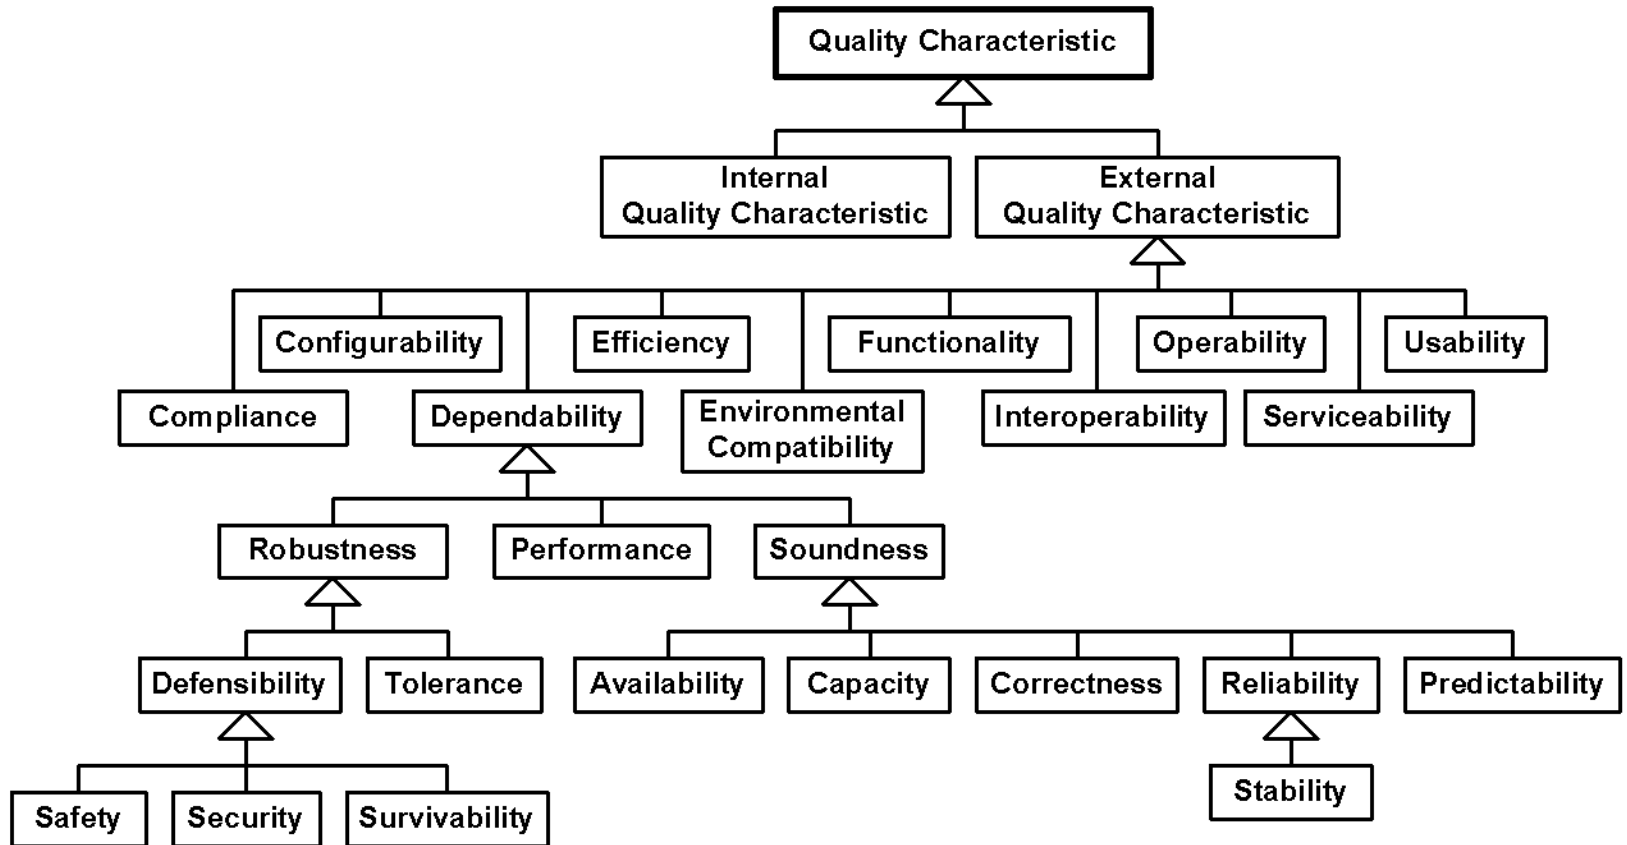 Quality Characteristic
Internal
Quality Characteristic
External
Quality Characteristic
Configurability
Efficiency
Functionality
Operability
Usability
Compliance
Dependability
Environmental
Compatibility
Interoperability
Serviceability
Robustness
Performance
Soundness
Defensibility
Tolerance
Availability
Capacity
Correctness
Reliability
Predictability
Stability
Safety
Security
Survivability